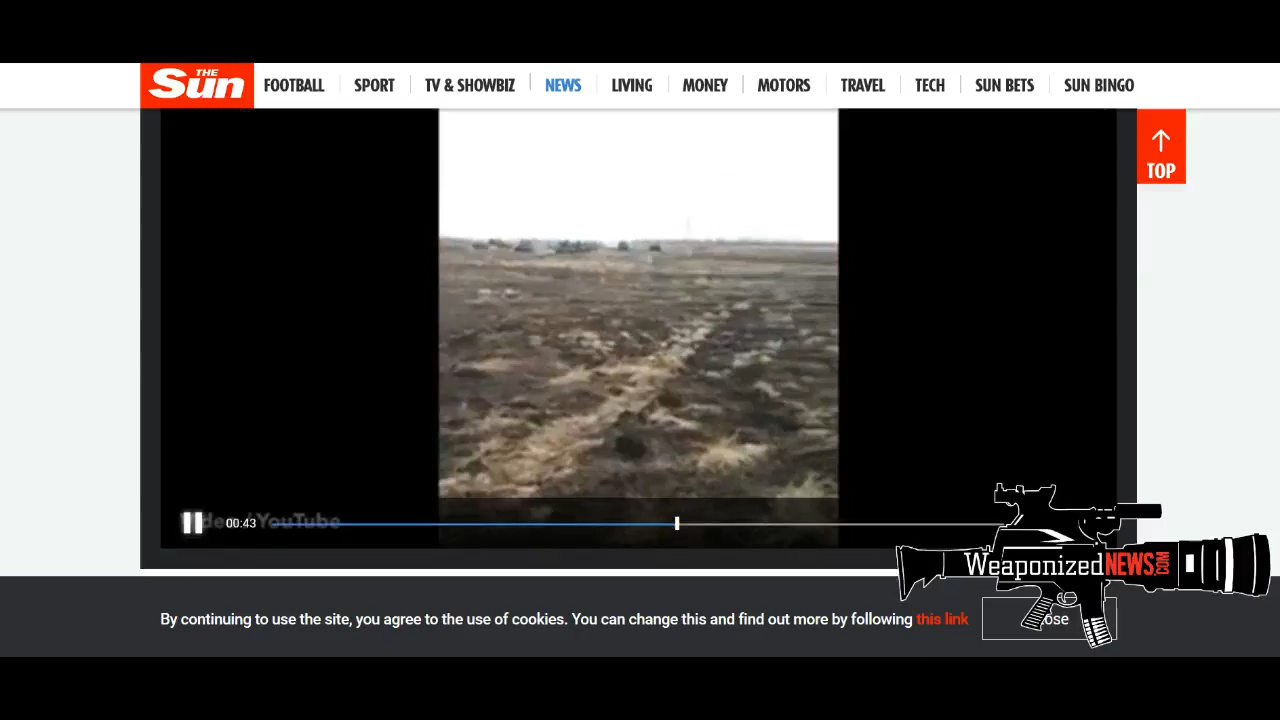 THE Sun FOOTBALL SPORT TV & SHOWBIZ NEWS LIVING MONEY MOTORS TRAVEL TECH SUN BETS SUN BINGO
TOP
00:43 / YouTube
WeaponizedNEWS.COM
By continuing to use the site, you agree to the use of cookies. You can change this and find out more by following this link